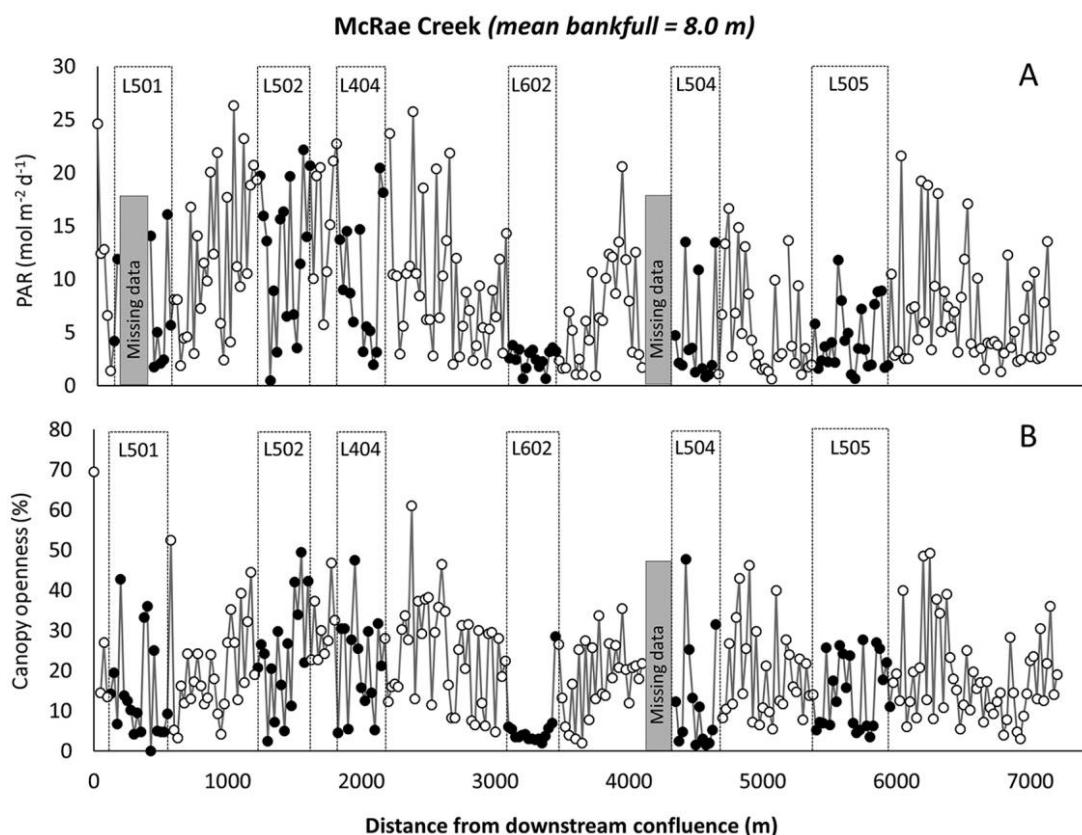 McRae Creek (mean bankfull = 8.0 m)
A
30
25
20
15
10
5
0
PAR (mol m⁻² d⁻¹)
L501
L502
L404
L602
L504
L505
Missing data
Missing data
B
80
70
60
50
40
30
20
10
0
Canopy openness (%)
L501
L502
L404
L602
L504
L505
Missing data
0
1000
2000
3000
4000
5000
6000
7000
Distance from downstream confluence (m)